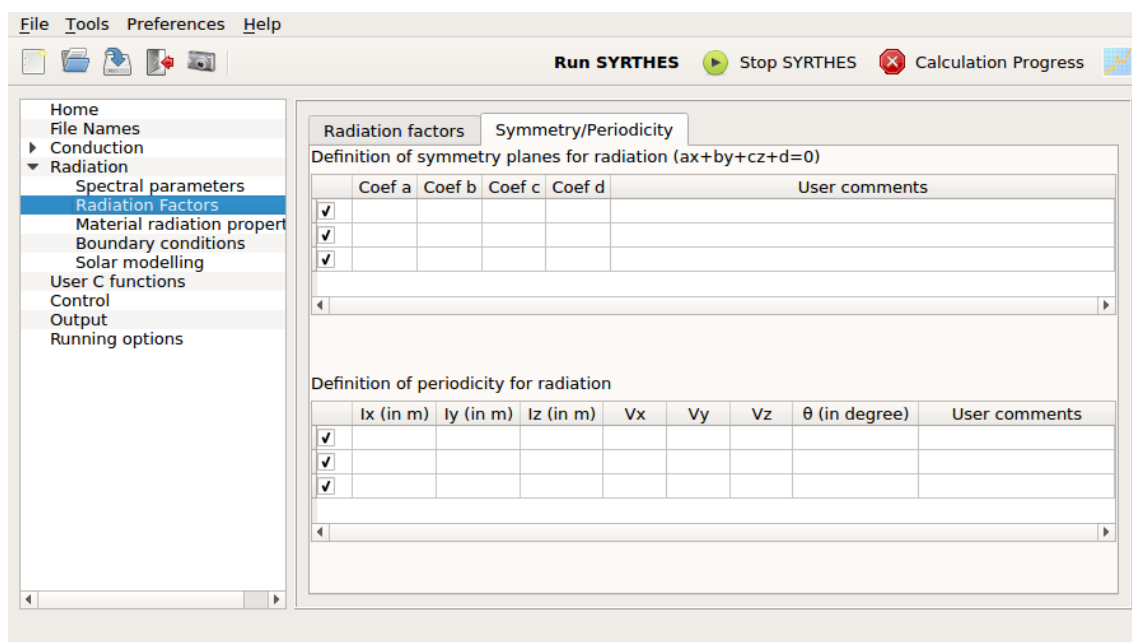 File Tools Preferences Help
Run SYRTHES Stop SYRTHES Calculation Progress
Home
File Names
Conduction
Radiation
Spectral parameters
Radiation Factors
Material radiation propert
Boundary conditions
Solar modelling
User C functions
Control
Output
Running options
Radiation factors Symmetry/Periodicity
Definition of symmetry planes for radiation (ax+by+cz+d=0)
Coef a Coef b Coef c Coef d User comments
Definition of periodicity for radiation
Ix (in m) Iy (in m) Iz (in m) Vx Vy Vz θ (in degree) User comments